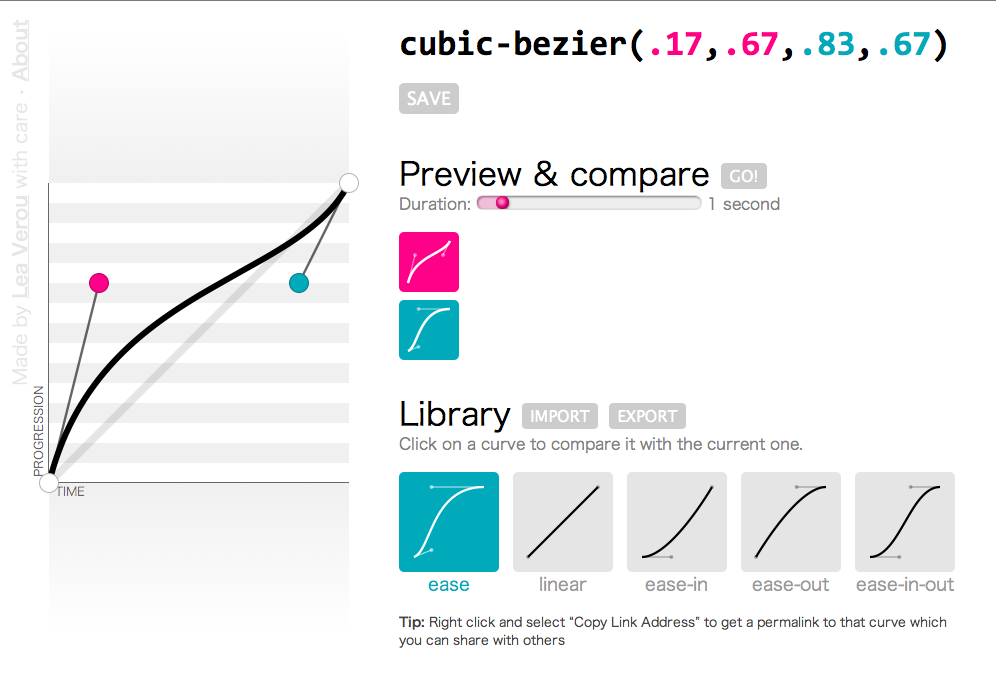 Made by Lea Verou with care · About
cubic-bezier(.17,.67,.83,.67)
SAVE
Preview & compare GO!
Duration: 1 second
PROGRESSION
TIME
Library IMPORT EXPORT
Click on a curve to compare it with the current one.
ease linear ease-in ease-out ease-in-out
Tip: Right click and select “Copy Link Address” to get a permalink to that curve which
you can share with others